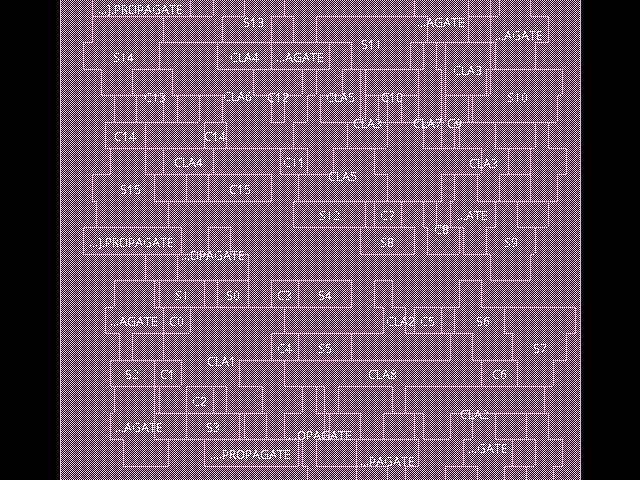 ..].PROPAGATE
S13 ..AGATE
..AGATE
S11
S14 CLA4 ...AGATE
CLA3
C13 CLA6 C12 CLA5 C10 S10
CLA3 CLA7 C9
C14 C14
CLA4 C11 CLA3
CLA5
S15 C15
S12 C7 ..ATE
C8
..].PROPAGATE S8 S9
..OPAGATE
S1 S0 C3 S4
.AGATE C0 CLA2 C5 S6
C4 S5 S7
CLA1
S2 C1 CLA9 C6
C2
CLA2
..AGATE S3
...OPAGATE
...PROPAGATE ..GATE
...PAGATE